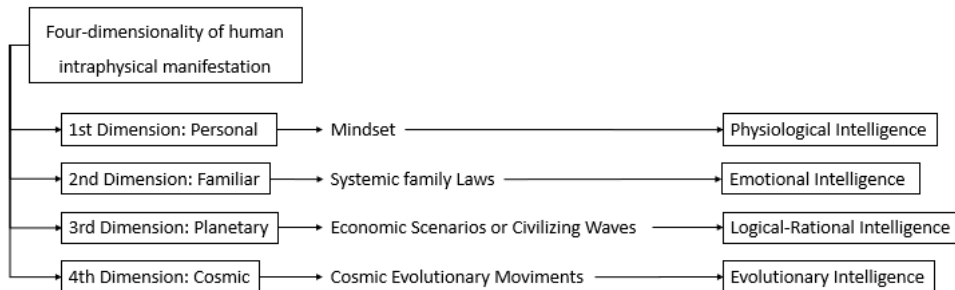 Four-dimensionality of human
intraphysical manifestation
1st Dimension: Personal Mindset Physiological Intelligence
2nd Dimension: Familiar Systemic family Laws Emotional Intelligence
3rd Dimension: Planetary Economic Scenarios or Civilizing Waves Logical-Rational Intelligence
4th Dimension: Cosmic Cosmic Evolutionary Moviments Evolutionary Intelligence